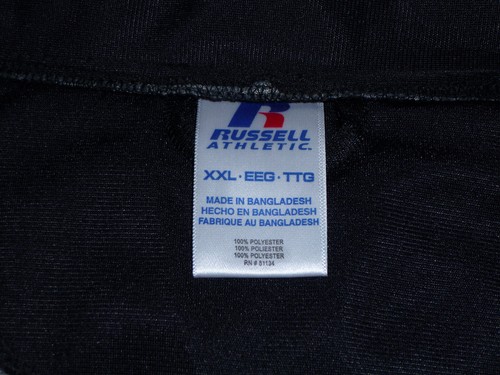 R
RUSSELL
ATHLETIC.
XXL • EEG • TTG
MADE IN BANGLADESH
HECHO EN BANGLADESH
FABRIQUE AU BANGLADESH
100% POLYESTER
100% POLIESTER
100% POLYESTER
RN # 51134